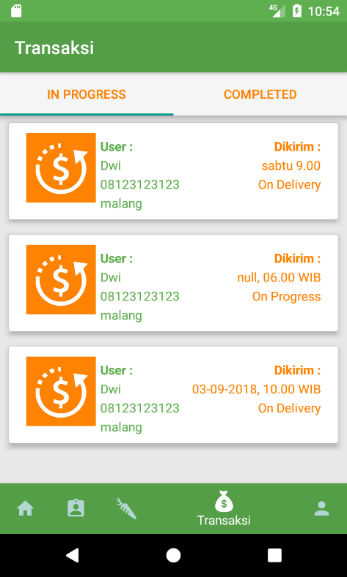 4G 10:54
Transaksi
IN PROGRESS COMPLETED
User : Dikirim :
Dwi sabtu 9.00
08123123123 On Delivery
malang
User : Dikirim :
Dwi null, 06.00 WIB
08123123123 On Progress
malang
User : Dikirim :
Dwi 03-09-2018, 10.00 WIB
08123123123 On Delivery
malang
Transaksi